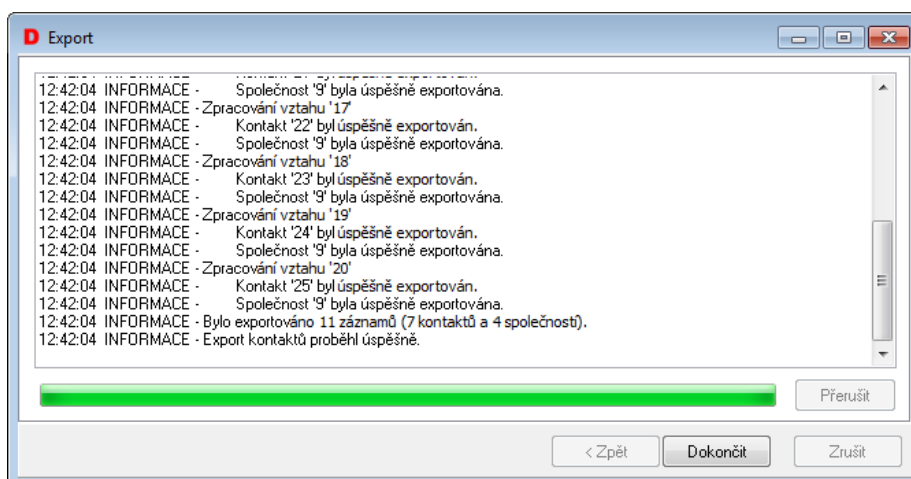 D Export
12:42:04 INFORMACE - Společnost '9' byla úspěšně exportována.
12:42:04 INFORMACE - Zpracování vztahu '17'
12:42:04 INFORMACE - Kontakt '22' byl úspěšně exportován.
12:42:04 INFORMACE - Společnost '9' byla úspěšně exportována.
12:42:04 INFORMACE - Zpracování vztahu '18'
12:42:04 INFORMACE - Kontakt '23' byl úspěšně exportován.
12:42:04 INFORMACE - Společnost '9' byla úspěšně exportována.
12:42:04 INFORMACE - Zpracování vztahu '19'
12:42:04 INFORMACE - Kontakt '24' byl úspěšně exportován.
12:42:04 INFORMACE - Společnost '9' byla úspěšně exportována.
12:42:04 INFORMACE - Zpracování vztahu '20'
12:42:04 INFORMACE - Kontakt '25' byl úspěšně exportován.
12:42:04 INFORMACE - Společnost '9' byla úspěšně exportována.
12:42:04 INFORMACE - Bylo exportováno 11 záznamů (7 kontaktů a 4 společností).
12:42:04 INFORMACE - Export kontaktů proběhl úspěšně.
Přerušit
< Zpět Dokončit Zrušit